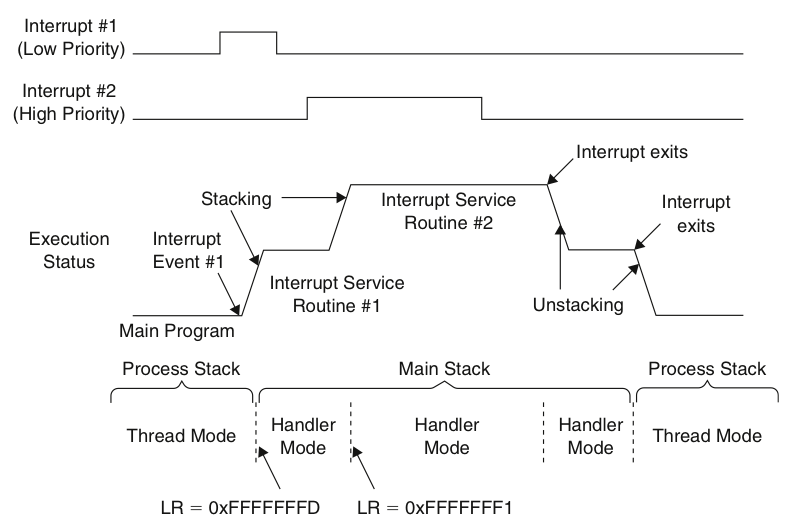 Interrupt #1
(Low Priority)
Interrupt #2
(High Priority)
Interrupt exits
Stacking
Interrupt Service
Routine #2
Interrupt
exits
Execution
Status
Interrupt
Event #1
Interrupt Service
Routine #1
Unstacking
Main Program
Process Stack
Main Stack
Process Stack
Thread Mode
Handler
Mode
Handler
Mode
Handler
Mode
Thread Mode
LR = 0xFFFFFFFD
LR = 0xFFFFFFF1